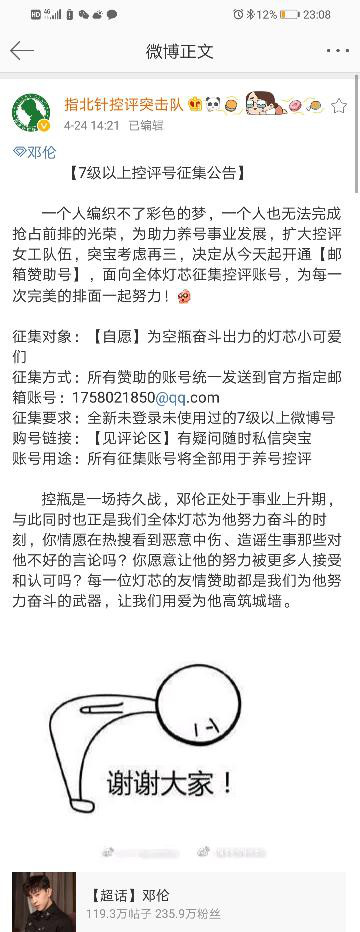 HD 4G 12% 23:08
微博正文
指北针控评突击队
4-24 14:21 已编辑
邓伦
【7级以上控评号征集公告】
一个人编织不了彩色的梦，一个人也无法完成
抢占前排的光荣，为助力养号事业发展，扩大控评
女工队伍，突宝考虑再三，决定从今天起开通【邮
箱赞助号】，面向全体灯芯征集控评账号，为每一
次完美的排面一起努力！
征集对象：【自愿】为空瓶奋斗出力的灯芯小可爱
们
征集方式：所有赞助的账号统一发送到官方指定邮
箱账号：1758021850@qq.com
征集要求：全新未登录未使用过的7级以上微博号
购号链接：【见评论区】有疑问随时私信突宝
账号用途：所有征集账号将全部用于养号控评
控瓶是一场持久战，邓伦正处于事业上升期，
与此同时也正是我们全体灯芯为他努力奋斗的时
刻，你情愿在热搜看到恶意中伤、造谣生事那些对
他不好的言论吗？你愿意让他的努力被更多人接受
和认可吗？每一位灯芯的友情赞助都是我们为他努
力奋斗的武器，让我们用爱为他高筑城墙。
谢谢大家！
【超话】邓伦
119.3万帖子 235.9万粉丝